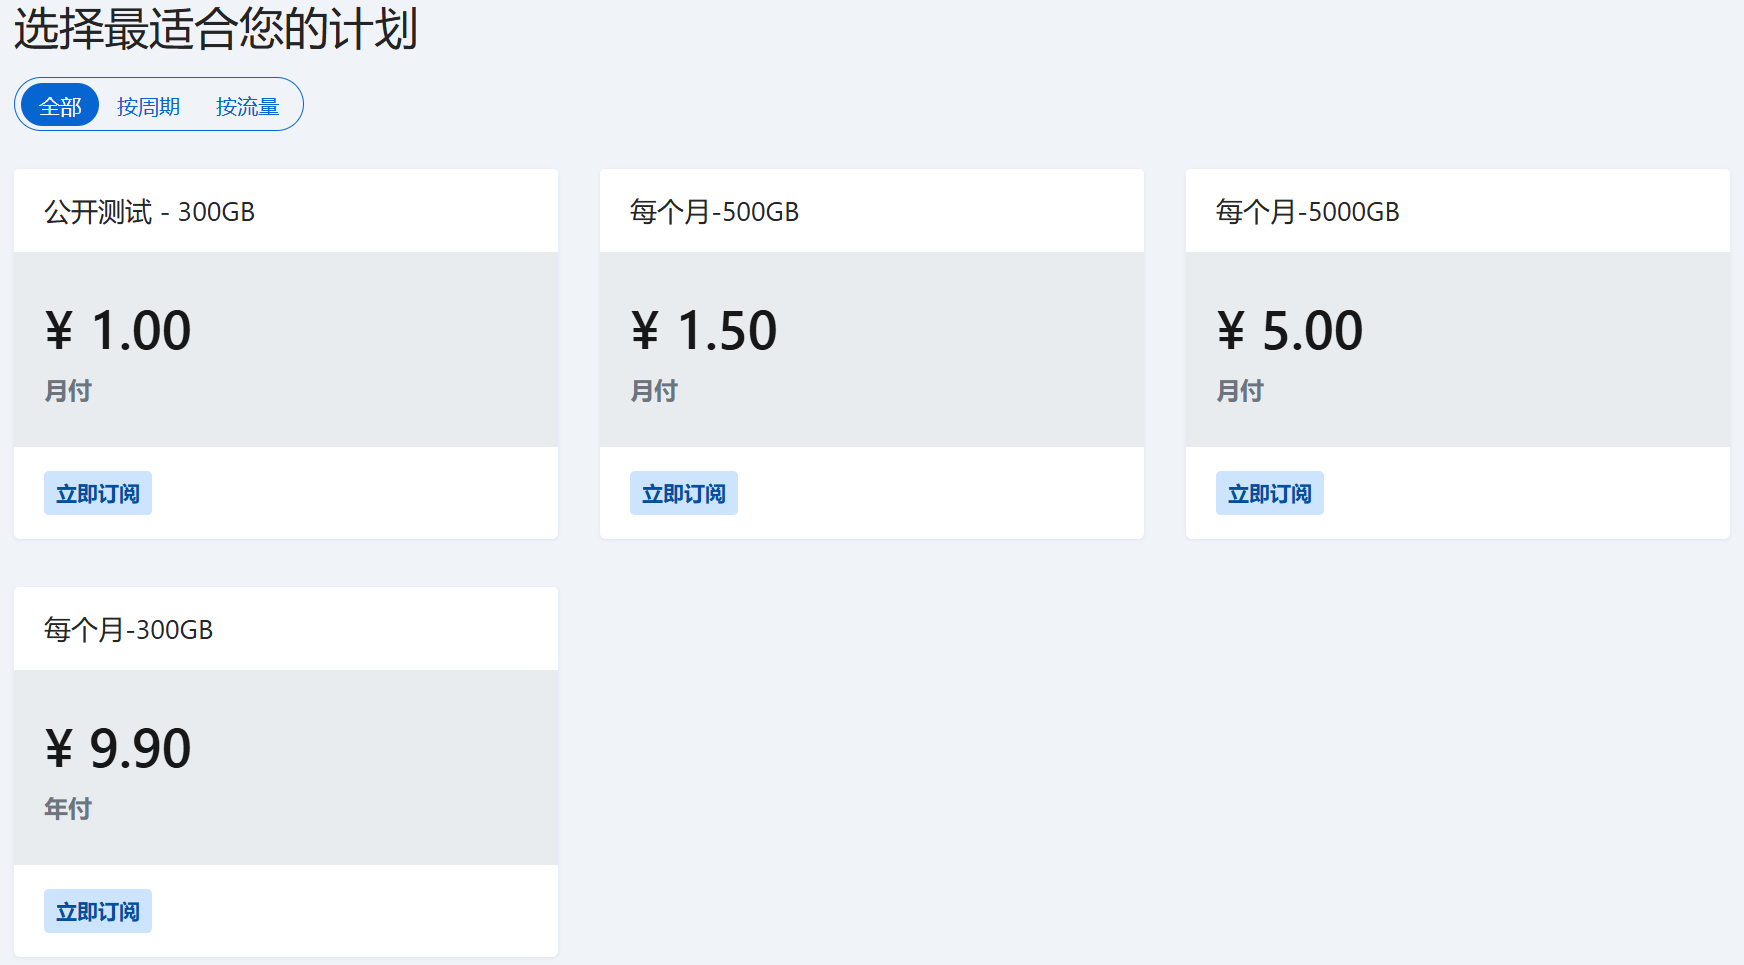 选择最适合您的计划
全部 按周期 按流量
公开测试 - 300GB
¥ 1.00
月付
立即订阅
每个月-500GB
¥ 1.50
月付
立即订阅
每个月-5000GB
¥ 5.00
月付
立即订阅
每个月-300GB
¥ 9.90
年付
立即订阅